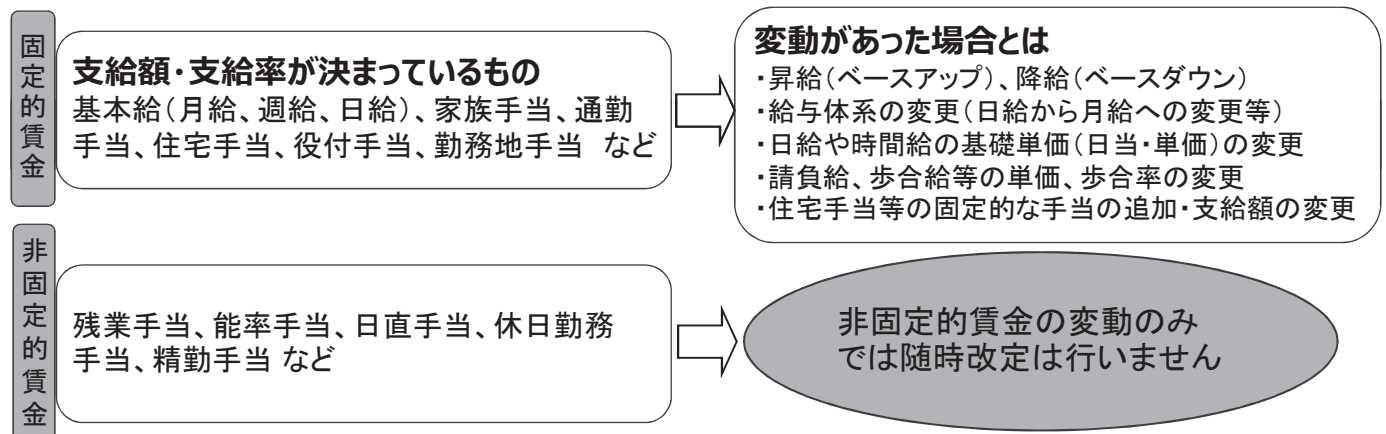 固定的賃金
支給額・支給率が決まっているもの
基本給(月給、週給、日給)、家族手当、通勤
手当、住宅手当、役付手当、勤務地手当 など
変動があった場合とは
・昇給(ベースアップ)、降給(ベースダウン)
・給与体系の変更(日給から月給への変更等)
・日給や時間給の基礎単価(日当・単価)の変更
・請負給、歩合給等の単価、歩合率の変更
・住宅手当等の固定的な手当の追加・支給額の変更
非固定的賃金
残業手当、能率手当、日直手当、休日勤務
手当、精勤手当 など
非固定的賃金の変動のみ
では随時改定は行いません